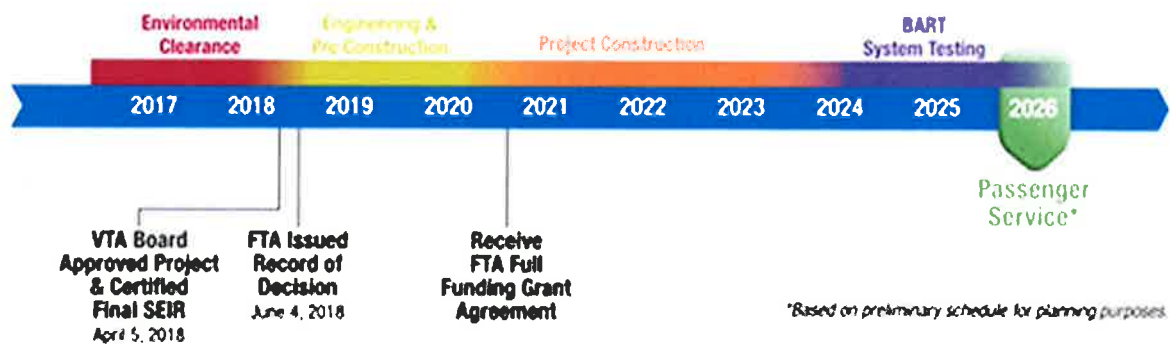 Environmental
Clearance
Engineering &
Pre Construction
Project Construction
BART
System Testing
2017 2018 2019 2020 2021 2022 2023 2024 2025 2026
Passenger
Service*
VTA Board
Approved Project
& Certified
Final SEIR
April 5, 2018
FTA Issued
Record of
Decision
June 4, 2018
Receive
FTA Full
Funding Grant
Agreement
*Based on preliminary schedule for planning purposes.